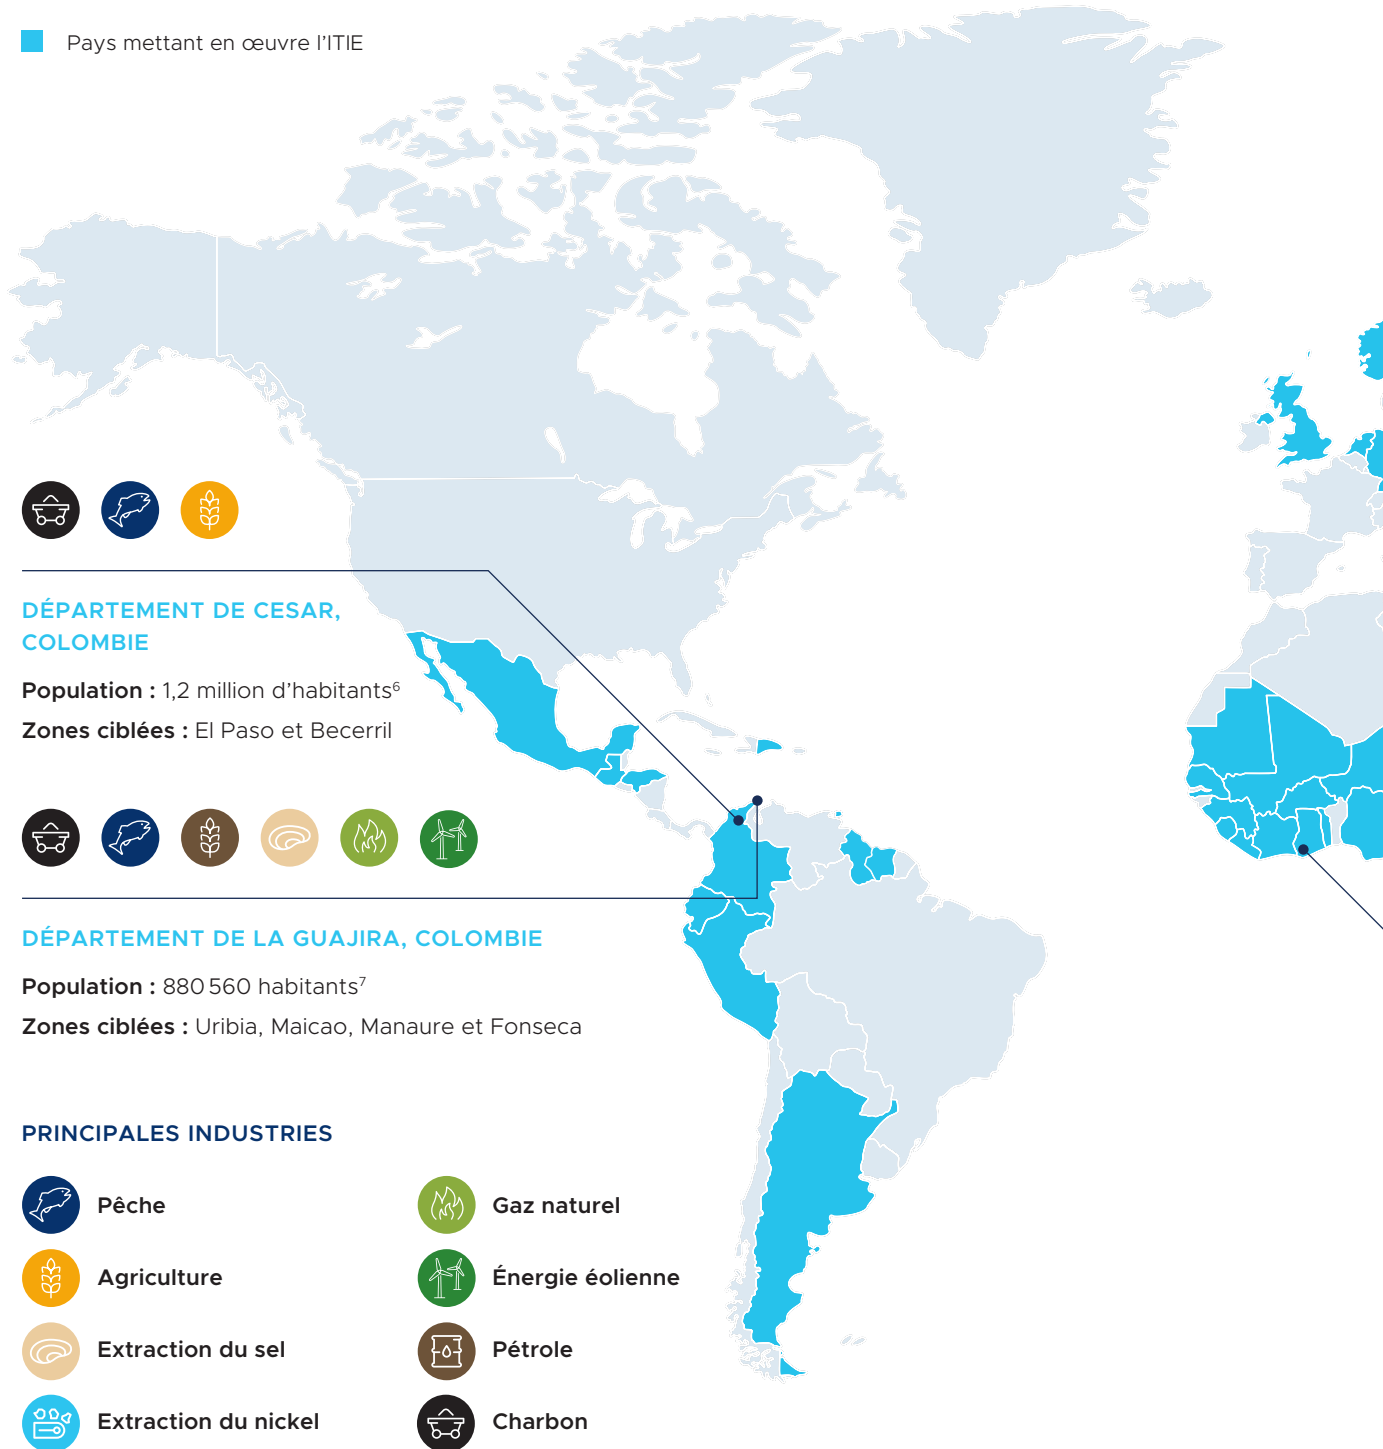 Pays mettant en œuvre l’ITIE
DÉPARTEMENT DE CESAR,
COLOMBIE
Population : 1,2 million d’habitants⁶
Zones ciblées : El Paso et Becerril
DÉPARTEMENT DE LA GUAJIRA, COLOMBIE
Population : 880 560 habitants⁷
Zones ciblées : Uribia, Maicao, Manaure et Fonseca
PRINCIPALES INDUSTRIES
Pêche
Gaz naturel
Agriculture
Énergie éolienne
Extraction du sel
Pétrole
Extraction du nickel
Charbon